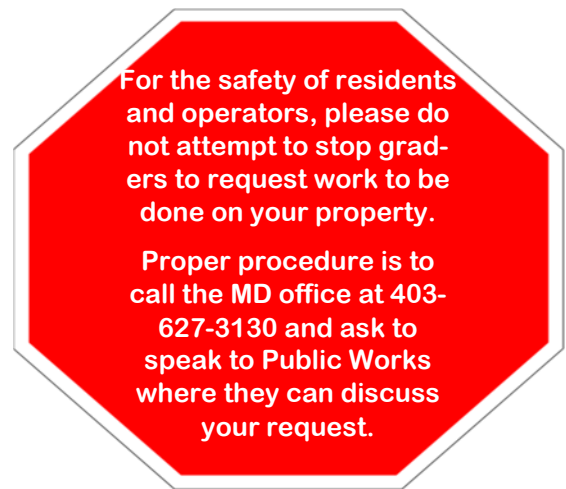 For the safety of residents
and operators, please do
not attempt to stop grad-
ers to request work to be
done on your property.
Proper procedure is to
call the MD office at 403-
627-3130 and ask to
speak to Public Works
where they can discuss
your request.